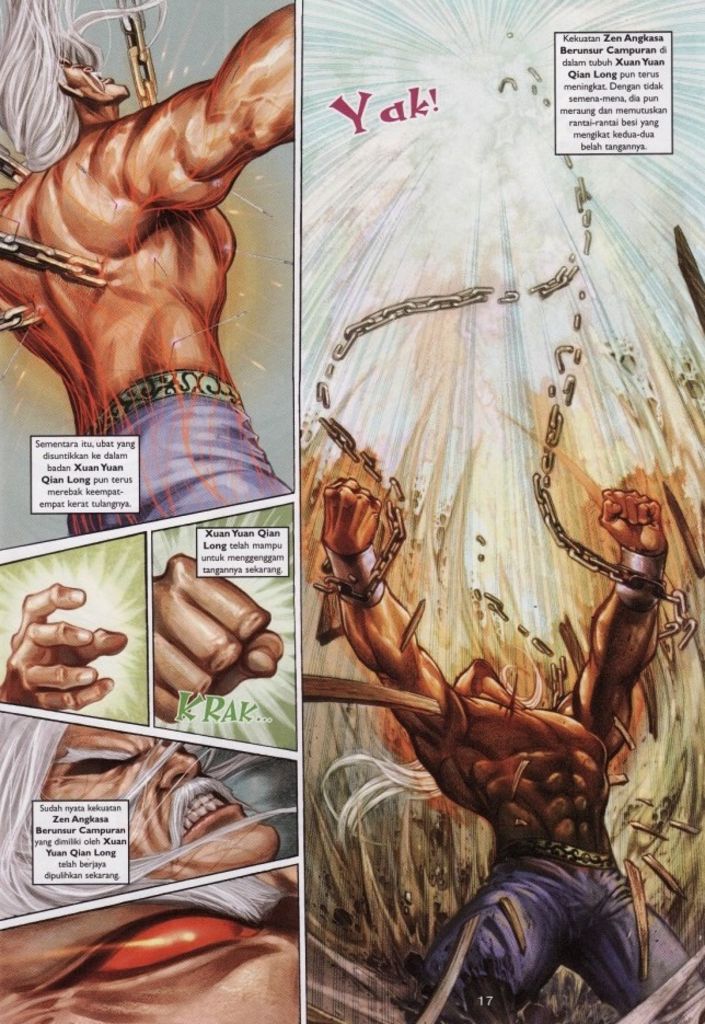 Sementara itu, ubat yang
disuntikkan ke dalam
badan Xuan Yuan
Qian Long pun terus
merebak keempat-
empat kerat tulangnya.
Xuan Yuan Qian
Long telah mampu
untuk menggenggam
tangannya sekarang.
KRAK...
Sudah nyata kekuatan
Zen Angkasa
Berunsur Campuran
yang dimiliki oleh Xuan
Yuan Qian Long
telah berjaya
dipulihkan sekarang.
Yak!
Kekuatan Zen Angkasa
Berunsur Campuran di
dalam tubuh Xuan Yuan
Qian Long pun terus
meningkat. Dengan tidak
semena-mena, dia pun
meraung dan memutuskan
rantai-rantai besi yang
mengikat kedua-dua
belah tangannya.
17